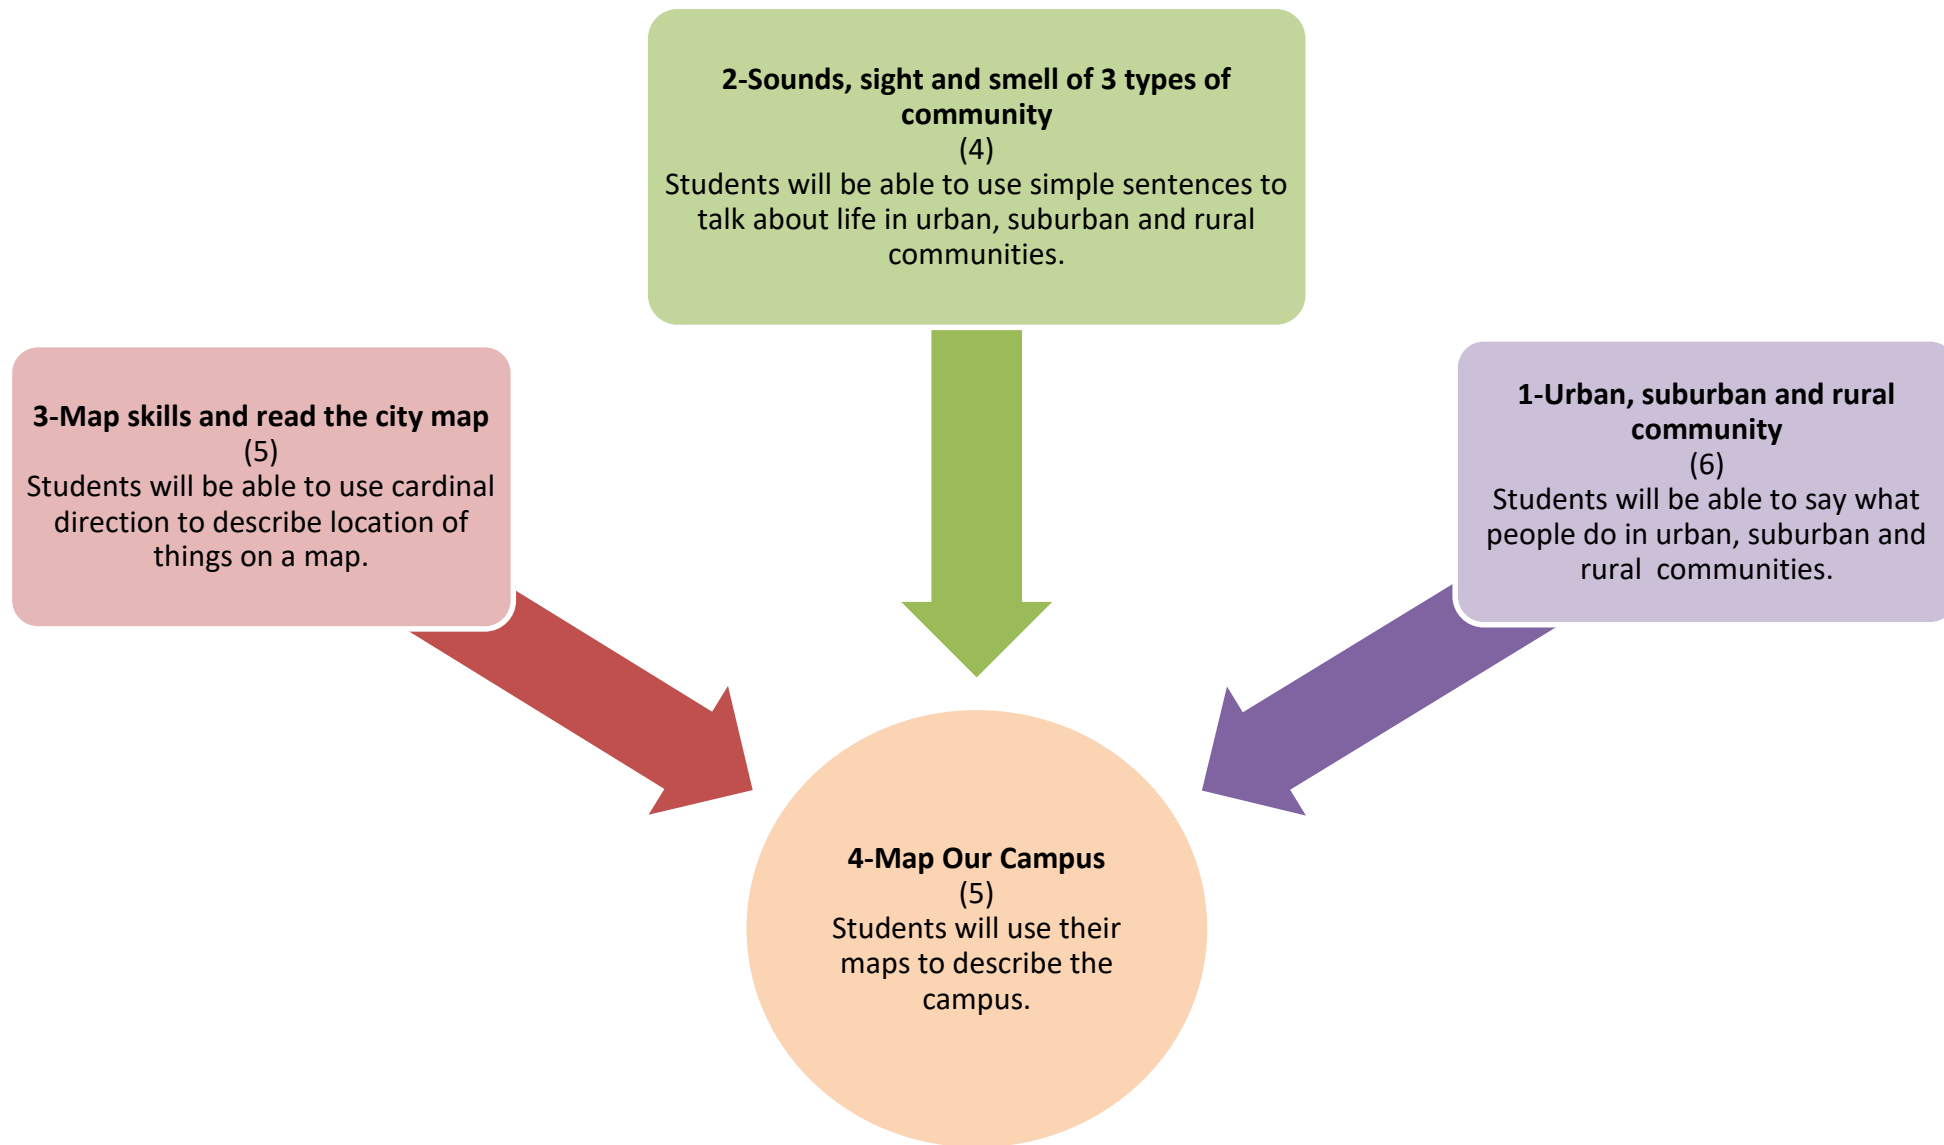 2-Sounds, sight and smell of 3 types of
community
(4)
Students will be able to use simple sentences to
talk about life in urban, suburban and rural
communities.
3-Map skills and read the city map
(5)
Students will be able to use cardinal
direction to describe location of
things on a map.
1-Urban, suburban and rural
community
(6)
Students will be able to say what
people do in urban, suburban and
rural  communities.
4-Map Our Campus
(5)
Students will use their
maps to describe the
campus.